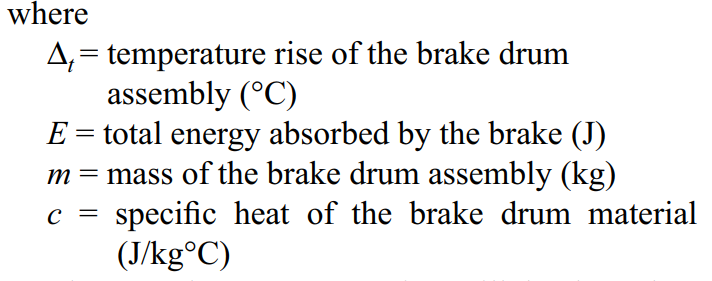 where
Δt = temperature rise of the brake drum
assembly (°C)
E = total energy absorbed by the brake (J)
m = mass of the brake drum assembly (kg)
c = specific heat of the brake drum material
(J/kg°C)